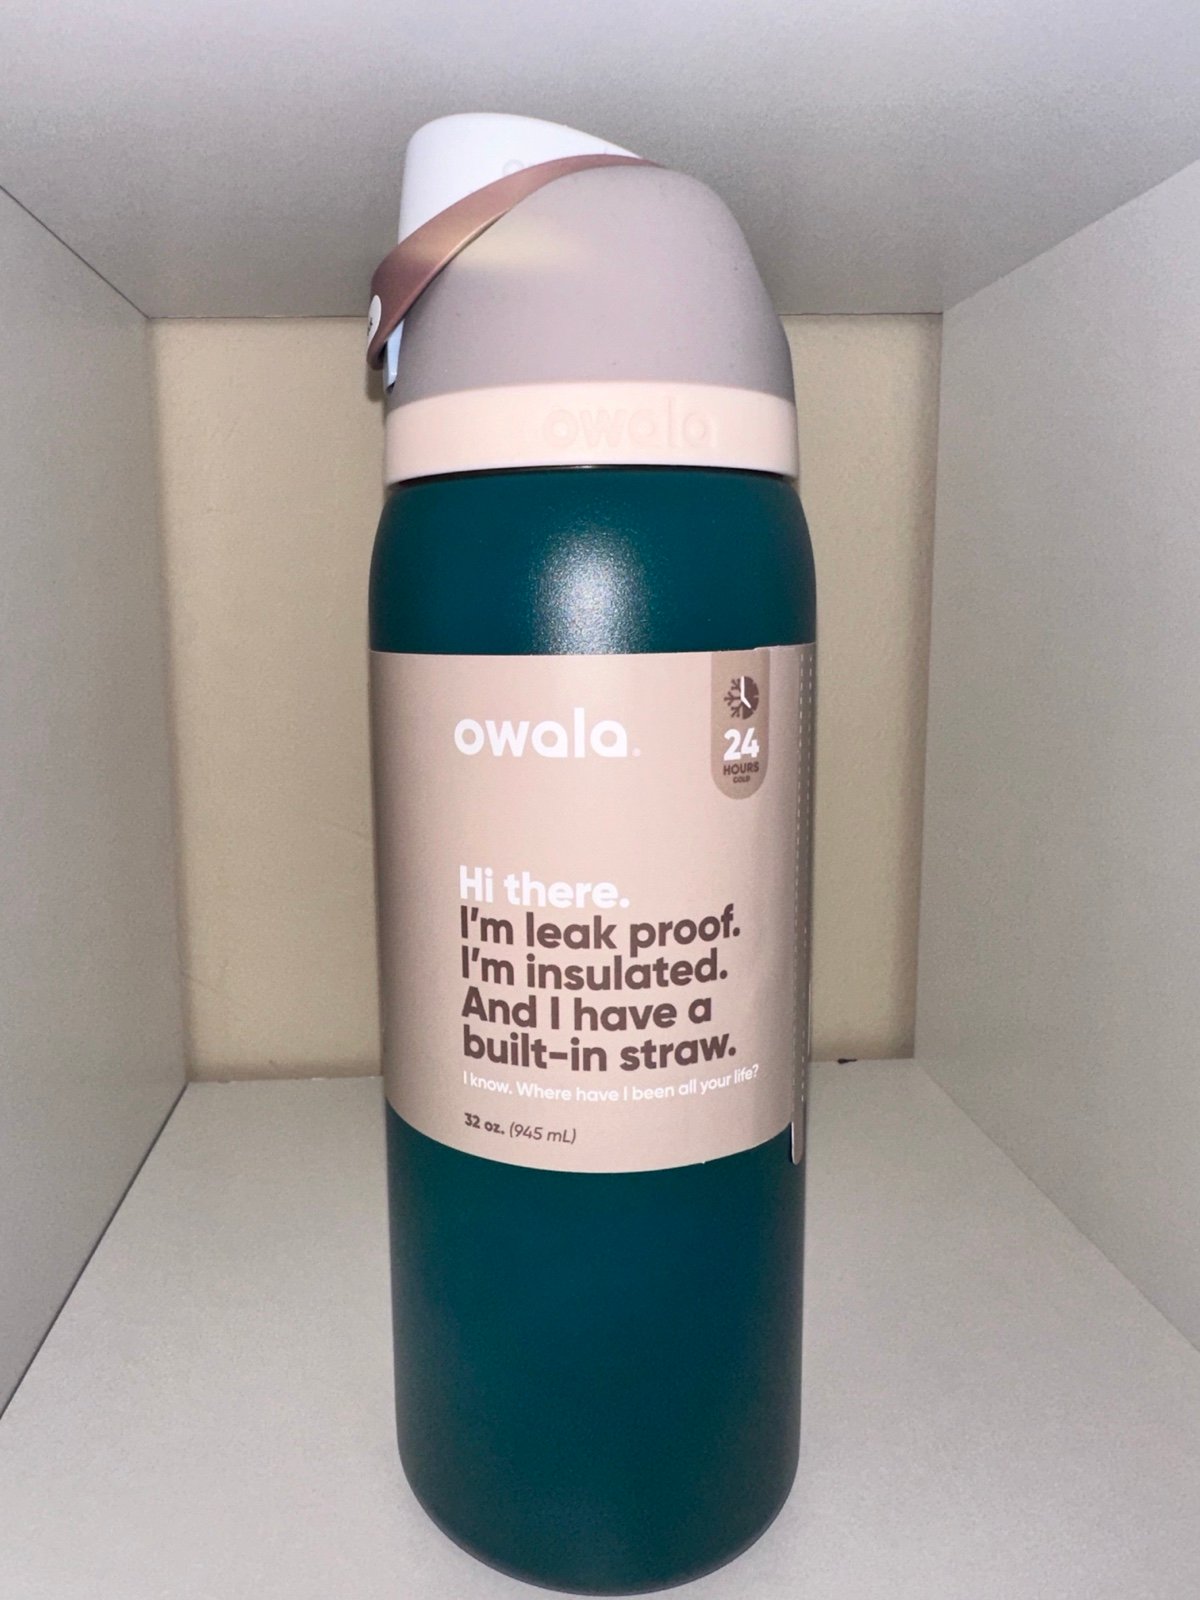 owala
owala
24
HOURS
COLD
Hi there.
I'm leak proof.
I'm insulated.
And I have a
built-in straw.
I know. Where have I been all your life?
32 oz. (945 mL)